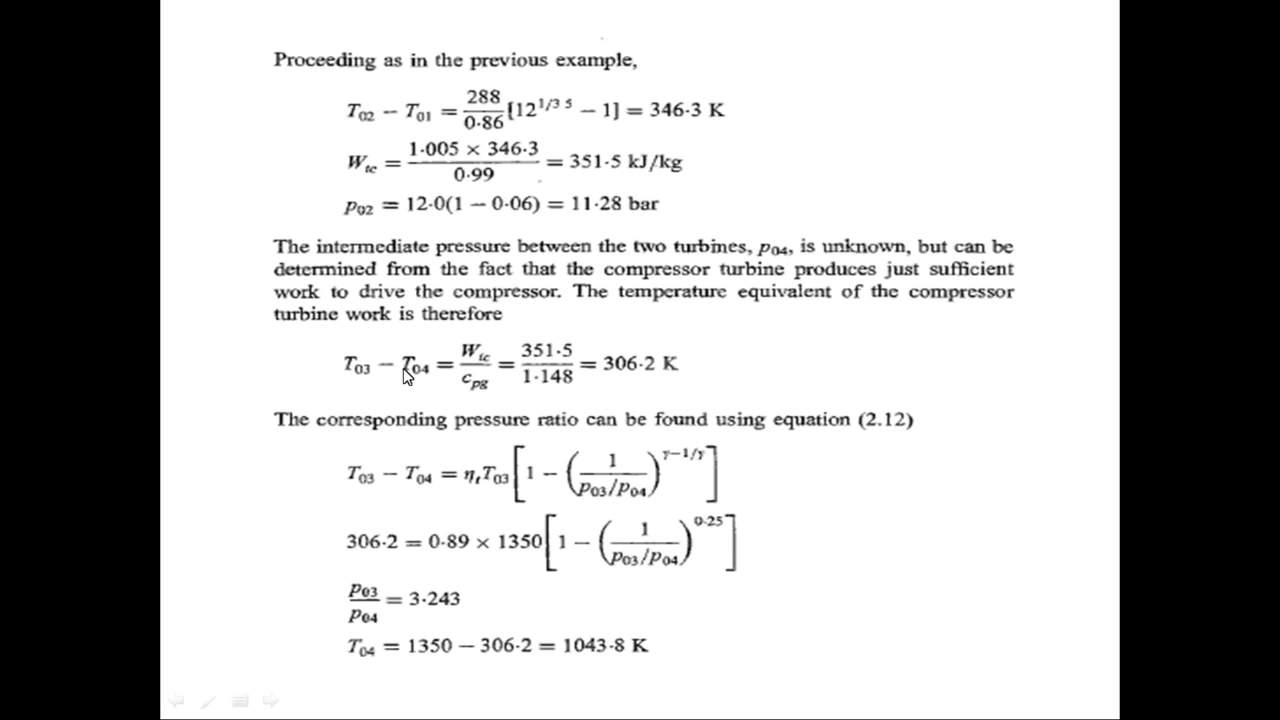 Proceeding as in the previous example,
T02 − T01 = 288/0·86 [12^1/3 5 − 1] = 346·3 K
Wtc = 1·005 × 346·3/0·99 = 351·5 kJ/kg
p02 = 12·0(1 − 0·06) = 11·28 bar
The intermediate pressure between the two turbines, p04, is unknown, but can be
determined from the fact that the compressor turbine produces just sufficient
work to drive the compressor. The temperature equivalent of the compressor
turbine work is therefore
T03 − T04 = Wtc/cpg = 351·5/1·148 = 306·2 K
The corresponding pressure ratio can be found using equation (2.12)
T03 − T04 = ηtT03[1 − (1/p03/p04)^γ−1/γ]
306·2 = 0·89 × 1350[1 − (1/p03/p04)^0·25]
p03/p04 = 3·243
T04 = 1350 − 306·2 = 1043·8 K